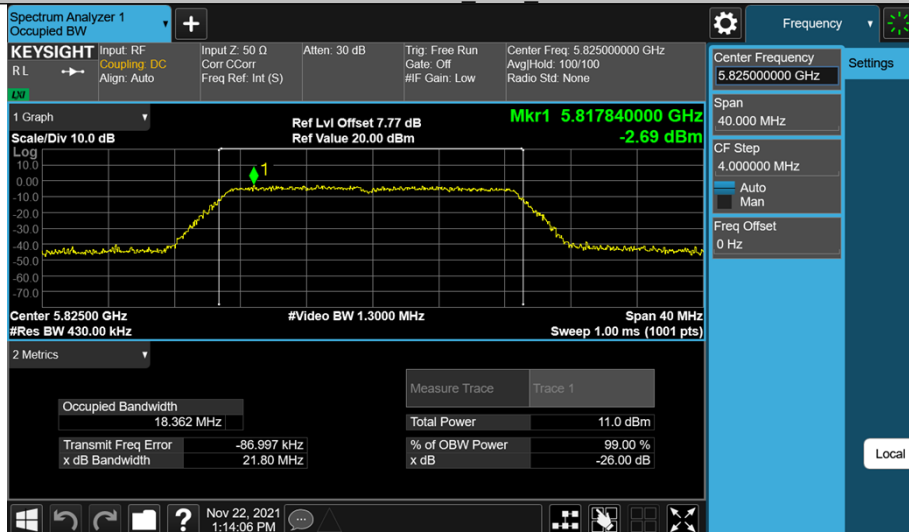 Spectrum Analyzer 1
Occupied BW
Frequency
KEYSIGHT
RL
LXI
Input: RF
Coupling: DC
Align: Auto
Input Z: 50 Ω
Corr CCorr
Freq Ref: Int (S)
Atten: 30 dB
Trig: Free Run
Gate: Off
#IF Gain: Low
Center Freq: 5.825000000 GHz
Avg|Hold: 100/100
Radio Std: None
Center Frequency
5.825000000 GHz
Settings
Span
40.000 MHz
CF Step
4.000000 MHz
Auto
Man
Freq Offset
0 Hz
Local
1 Graph
Scale/Div 10.0 dB
Ref Lvl Offset 7.77 dB
Ref Value 20.00 dBm
Mkr1 5.817840000 GHz
-2.69 dBm
Log
10.0
0.00
-10.0
-20.0
-30.0
-40.0
-50.0
-60.0
-70.0
1
Center 5.82500 GHz
#Res BW 430.00 kHz
#Video BW 1.3000 MHz
Span 40 MHz
Sweep 1.00 ms (1001 pts)
2 Metrics
Measure Trace
Trace 1
Occupied Bandwidth
18.362 MHz
Total Power
11.0 dBm
Transmit Freq Error
-86.997 kHz
% of OBW Power
99.00 %
x dB Bandwidth
21.80 MHz
x dB
-26.00 dB
?
Nov 22, 2021
1:14:06 PM